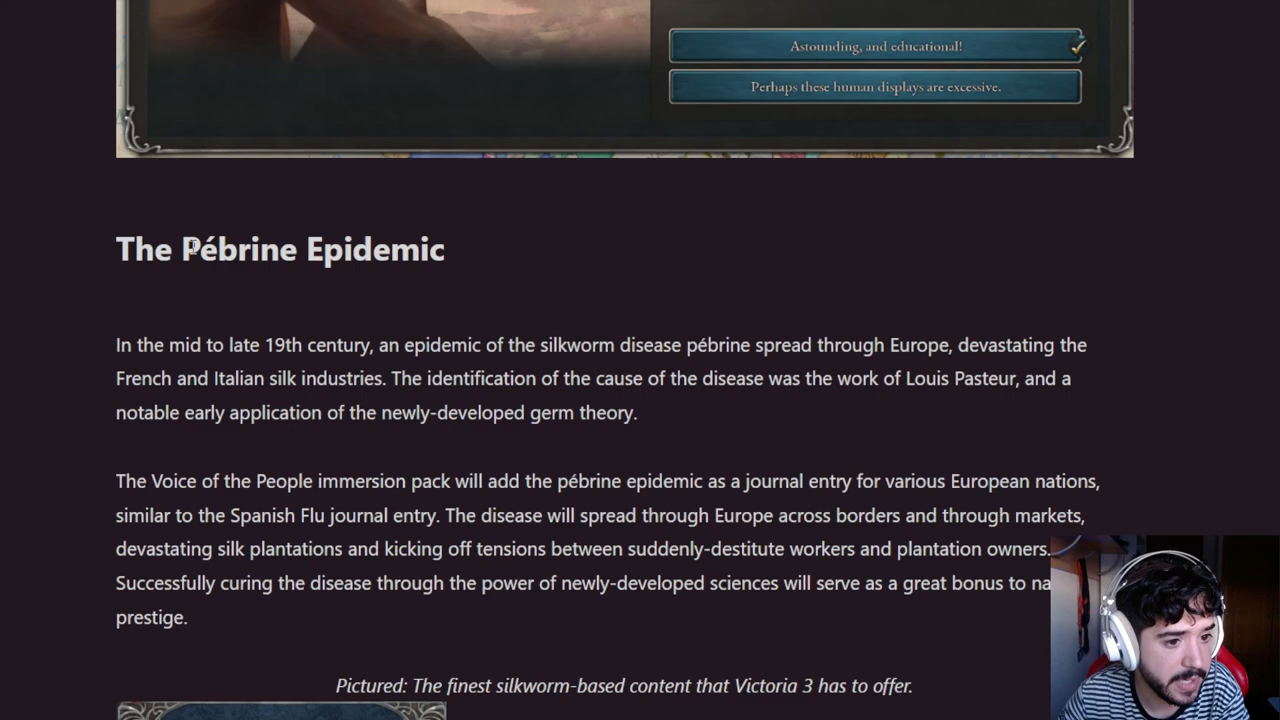 Astounding, and educational!
Perhaps these human displays are excessive.
The Pébrine Epidemic
In the mid to late 19th century, an epidemic of the silkworm disease pébrine spread through Europe, devastating the
French and Italian silk industries. The identification of the cause of the disease was the work of Louis Pasteur, and a
notable early application of the newly-developed germ theory.
The Voice of the People immersion pack will add the pébrine epidemic as a journal entry for various European nations,
similar to the Spanish Flu journal entry. The disease will spread through Europe across borders and through markets,
devastating silk plantations and kicking off tensions between suddenly-destitute workers and plantation owners.
Successfully curing the disease through the power of newly-developed sciences will serve as a great bonus to
prestige.
Pictured: The finest silkworm-based content that Victoria 3 has to offer.